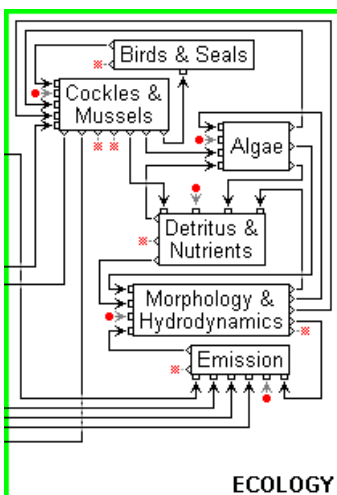 Birds & Seals
Cockles &
Mussels
Algae
Detritus &
Nutrients
Morphology &
Hydrodynamics
Emission
ECOLOGY